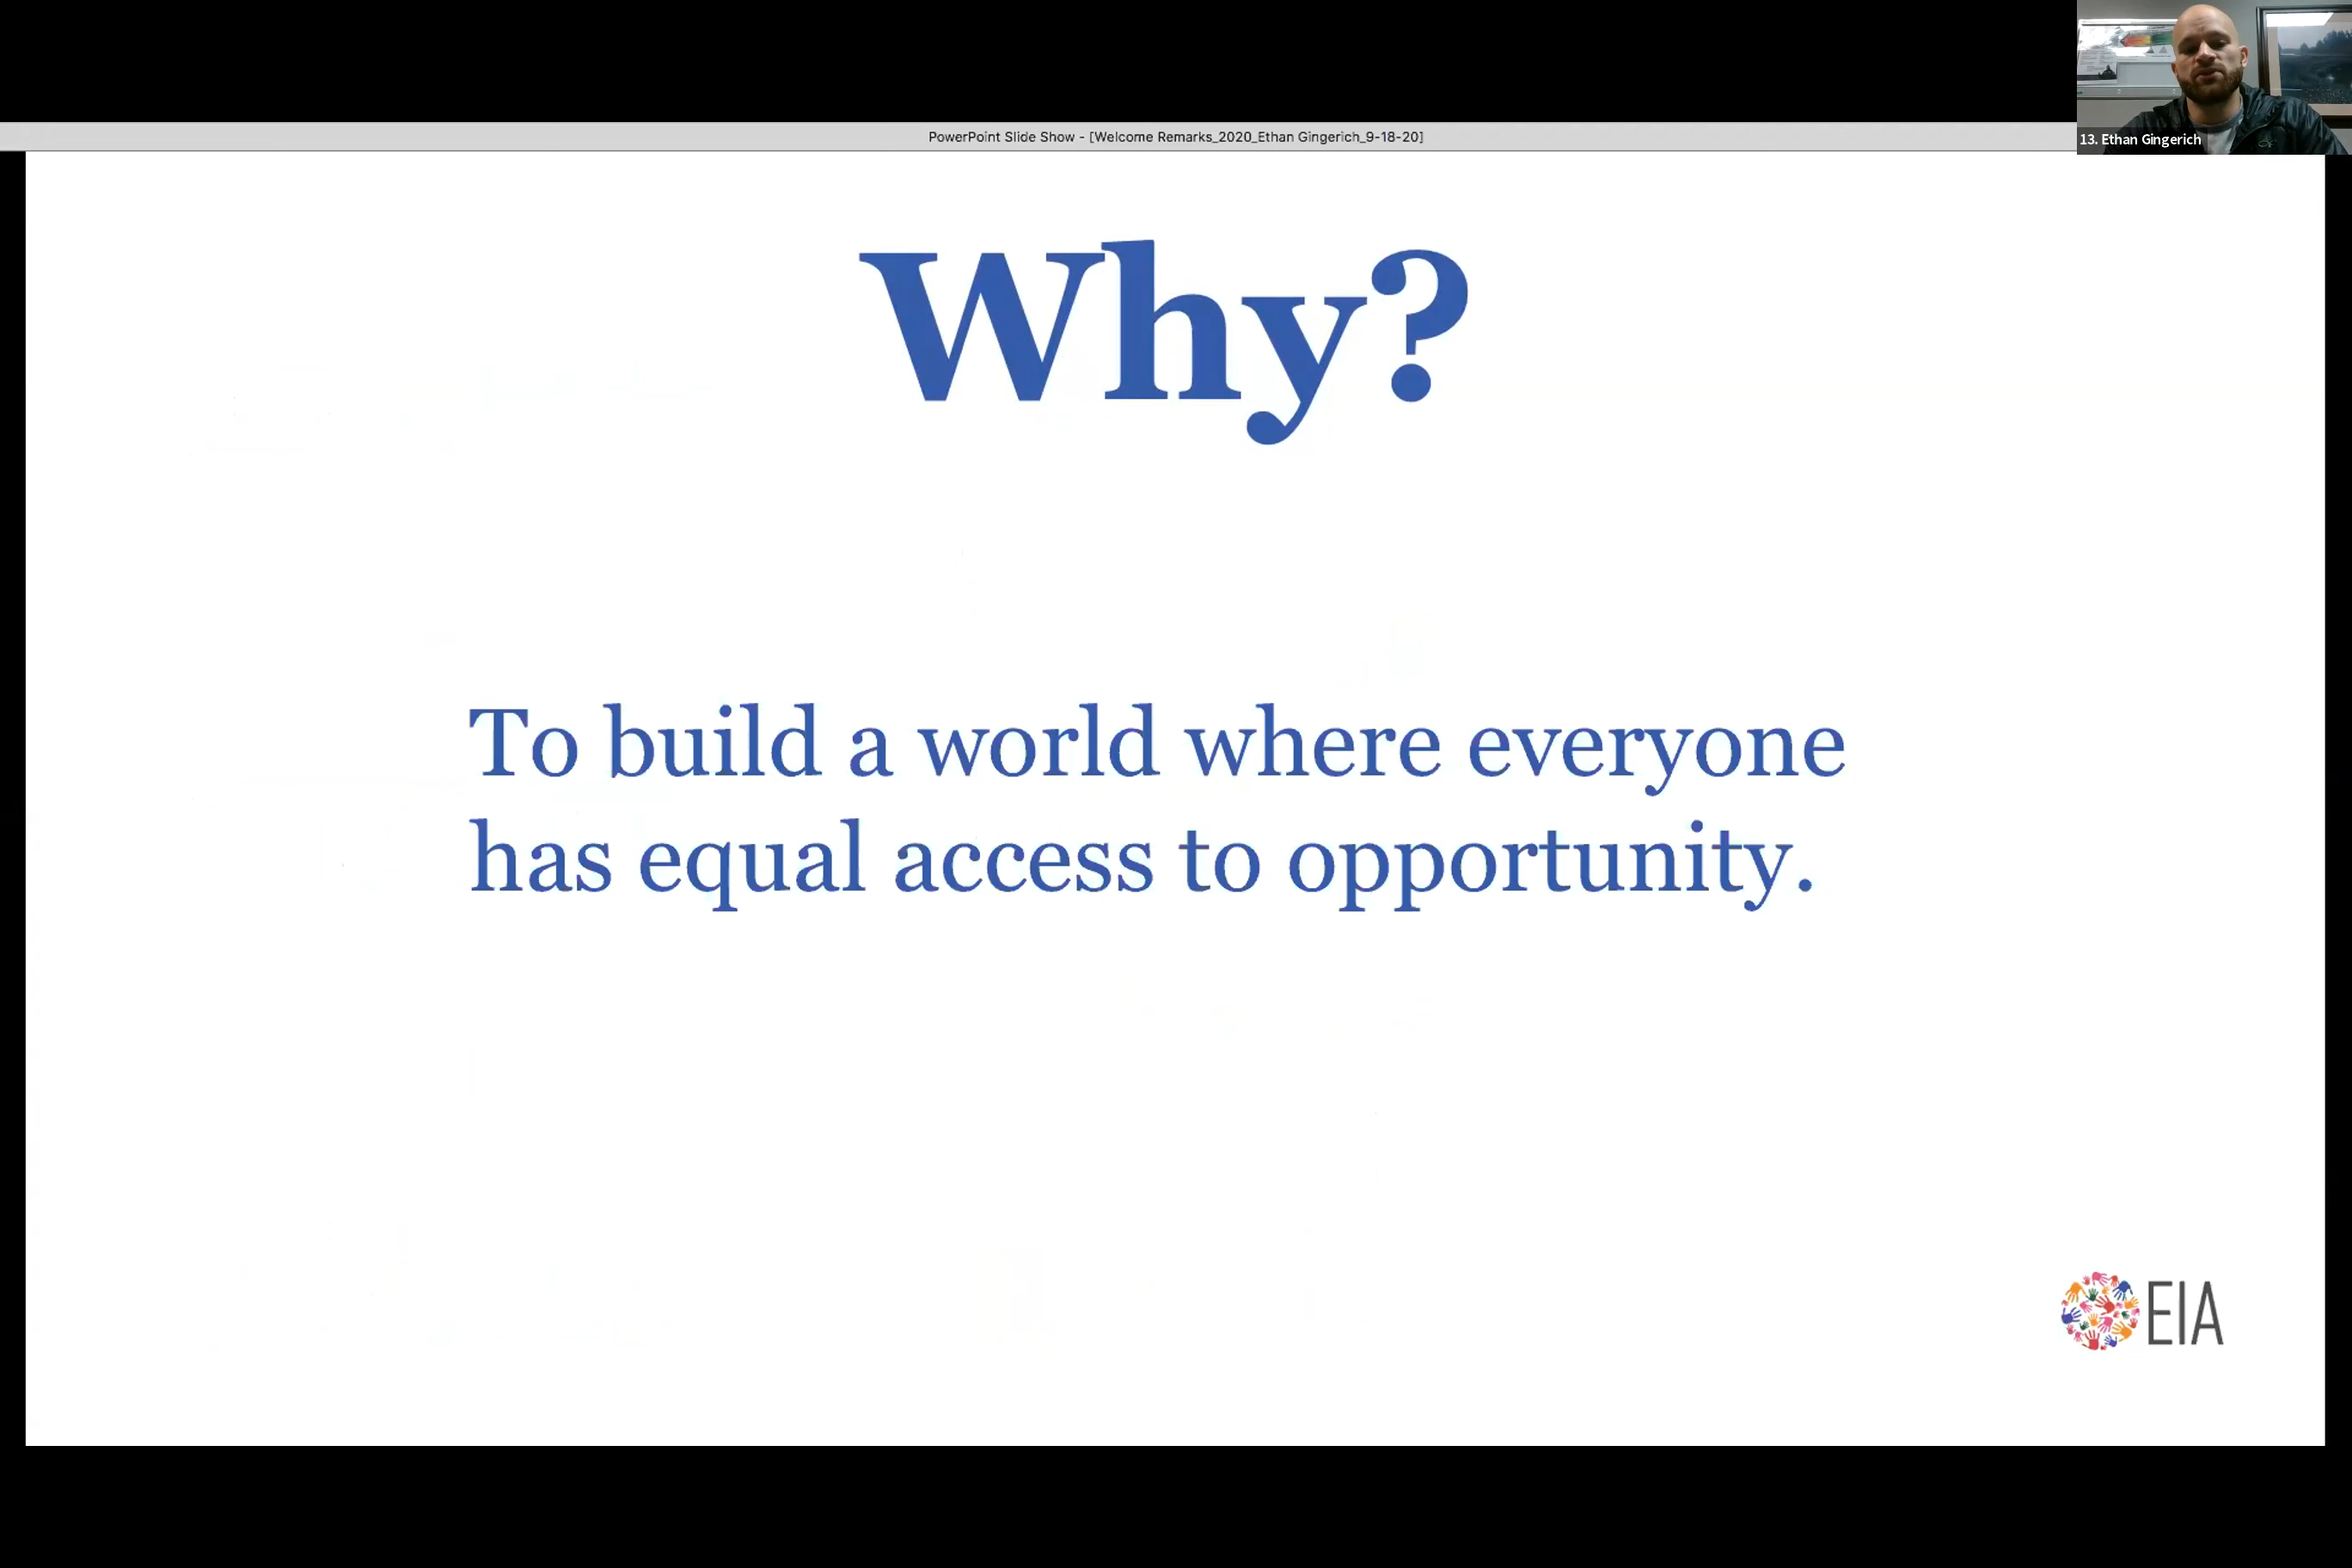 PowerPoint Slide Show - [Welcome Remarks_2020_Ethan Gingerich_9-18-20]
13. Ethan Gingerich
Why?
To build a world where everyone
has equal access to opportunity.
EIA